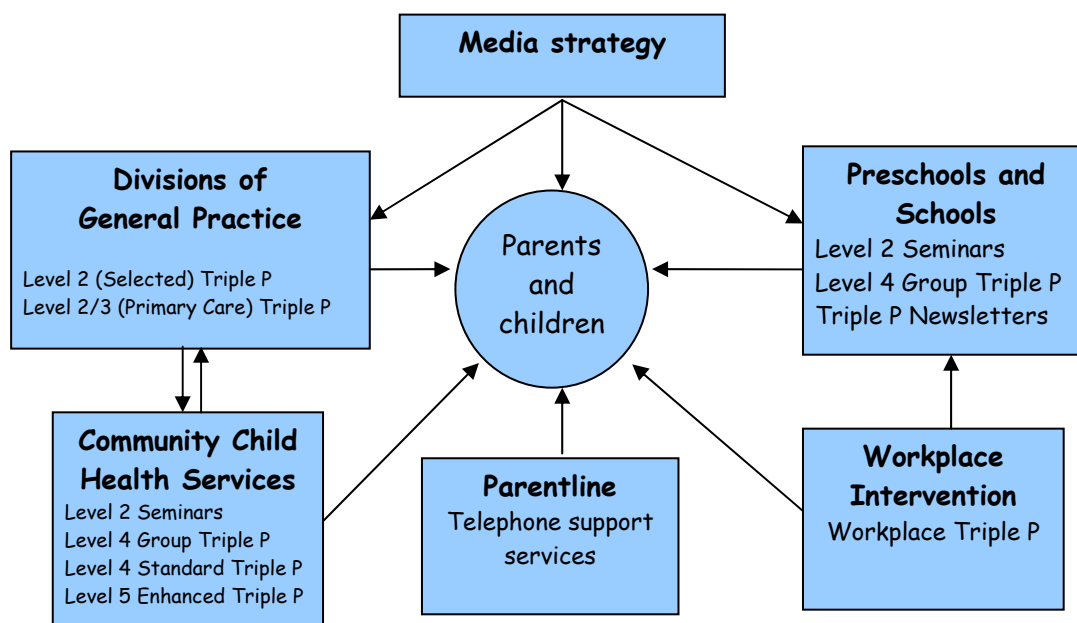 Media strategy
Divisions of
General Practice
Level 2 (Selected) Triple P
Level 2/3 (Primary Care) Triple P
Parents
and
children
Preschools and
Schools
Level 2 Seminars
Level 4 Group Triple P
Triple P Newsletters
Community Child
Health Services
Level 2 Seminars
Level 4 Group Triple P
Level 4 Standard Triple P
Level 5 Enhanced Triple P
Parentline
Telephone support
services
Workplace
Intervention
Workplace Triple P